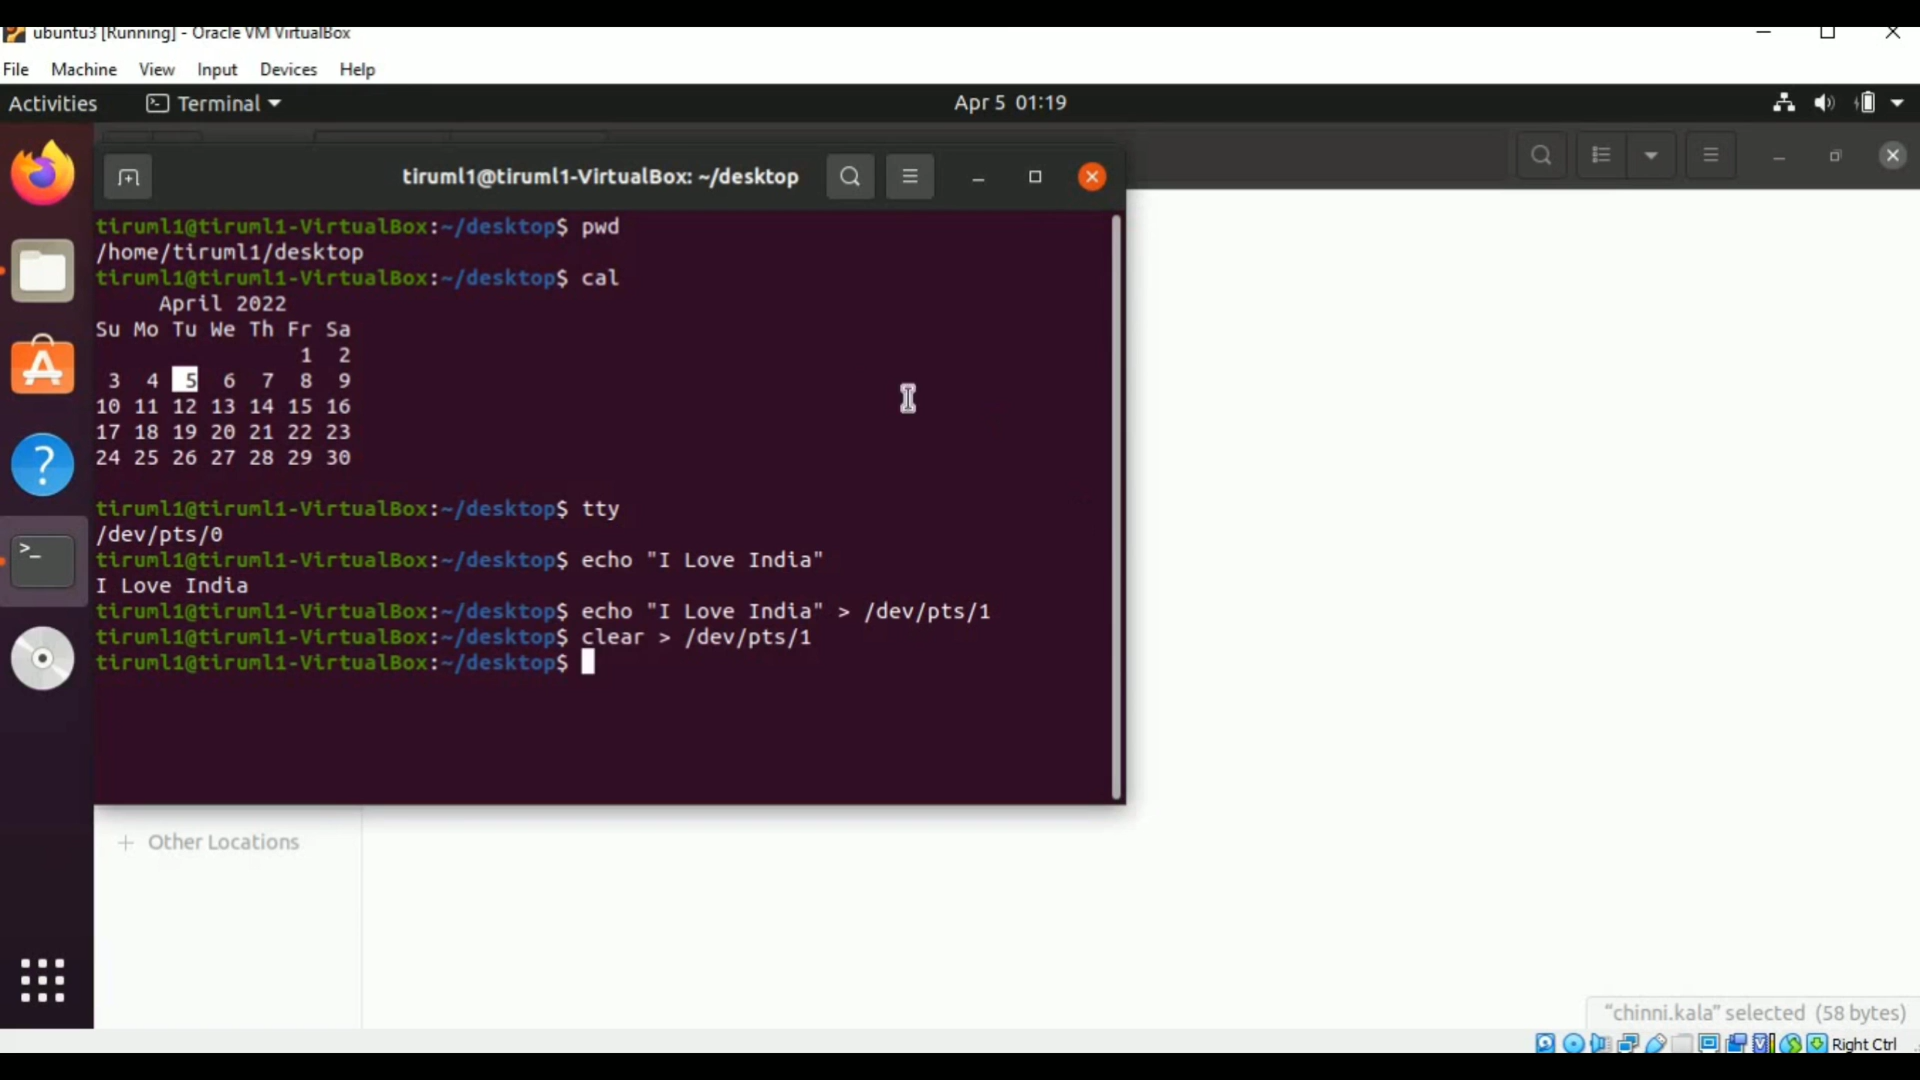 ubuntu3 [Running] - Oracle VM VirtualBox
File Machine View Input Devices Help
Activities Terminal Apr 5 01:19
tiruml1@tiruml1-VirtualBox: ~/desktop
tiruml1@tiruml1-VirtualBox:~/desktop$ pwd
/home/tiruml1/desktop
tiruml1@tiruml1-VirtualBox:~/desktop$ cal
April 2022
Su Mo Tu We Th Fr Sa
1 2
3 4 5 6 7 8 9
10 11 12 13 14 15 16
17 18 19 20 21 22 23
24 25 26 27 28 29 30
tiruml1@tiruml1-VirtualBox:~/desktop$ tty
/dev/pts/0
tiruml1@tiruml1-VirtualBox:~/desktop$ echo "I Love India"
I Love India
tiruml1@tiruml1-VirtualBox:~/desktop$ echo "I Love India" > /dev/pts/1
tiruml1@tiruml1-VirtualBox:~/desktop$ clear > /dev/pts/1
tiruml1@tiruml1-VirtualBox:~/desktop$
+ Other Locations
"chinni.kala" selected (58 bytes)
Right Ctrl